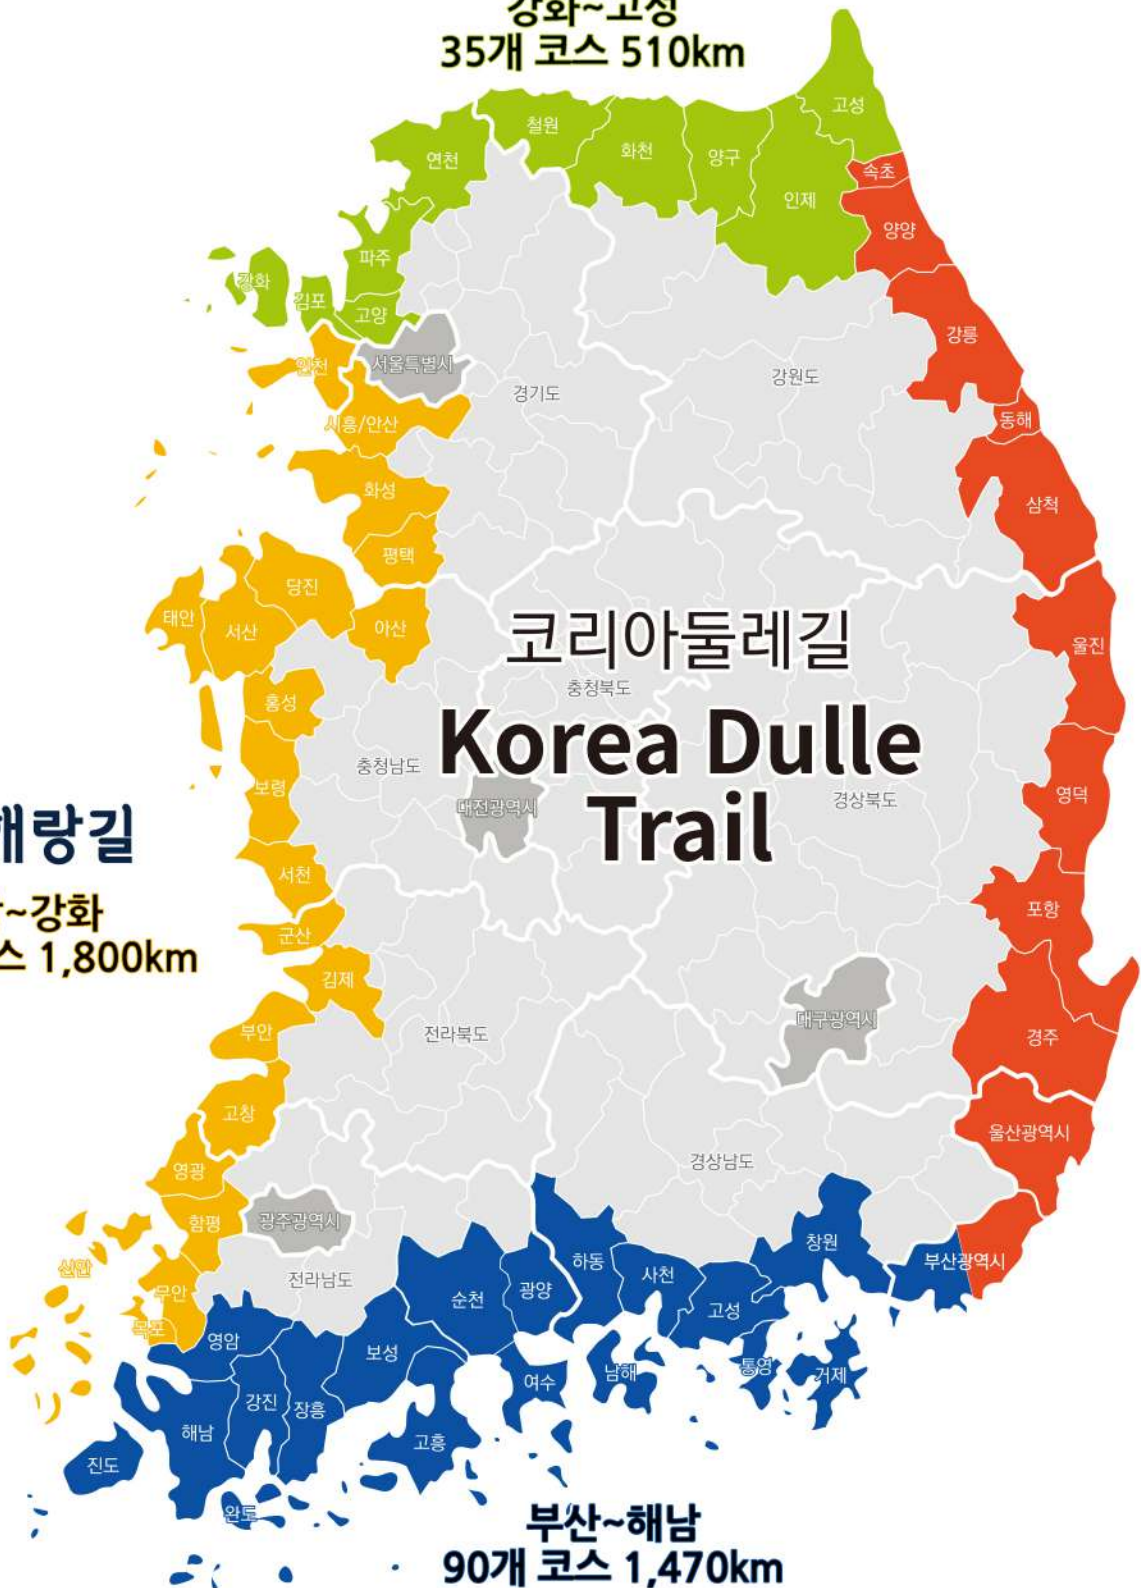 강화~고성
35개 코스 510km
고성
철원
화천
연천
양구
속초
인제
양양
파주
강화
김포
고양
강릉
인천
서울특별시
강원도
경기도
동해
시흥/안산
화성
삼척
평택
당진
태안
서산
아산
코리아둘레길
울진
충청북도
홍성
Korea Dulle
Trail
충청남도
보령
대전광역시
영덕
경상북도
해랑길
서천
~강화
스 1,800km
군산
포항
김제
부안
전라북도
대구광역시
경주
고창
울산광역시
영광
경상남도
함평
광주광역시
창원
신안
무안
전라남도
하동
사천
부산광역시
순천
광양
고성
목포
영암
보성
남해
통영
거제
여수
강진
장흥
해남
고흥
진도
완도
부산~해남
90개 코스 1,470km